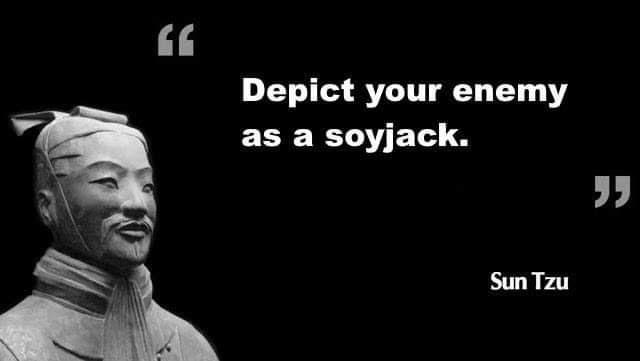 “
Depict your enemy
as a soyjack.
”
Sun Tzu